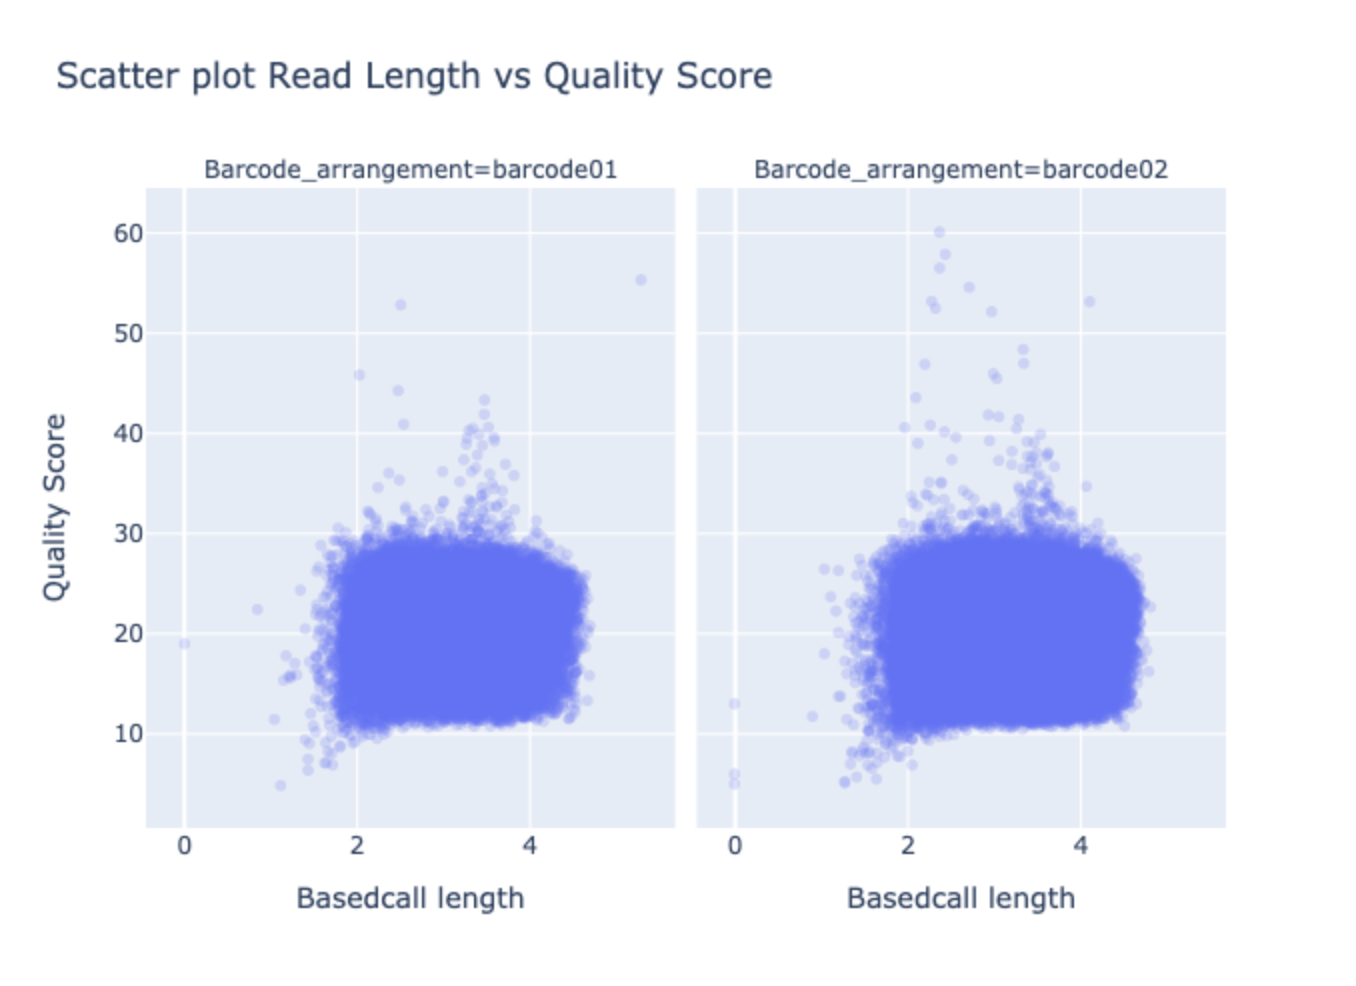 Scatter plot Read Length vs Quality Score
Barcode_arrangement=barcode01
Barcode_arrangement=barcode02
60
50
40
30
20
10
Quality Score
0 2 4
0 2 4
Basedcall length
Basedcall length